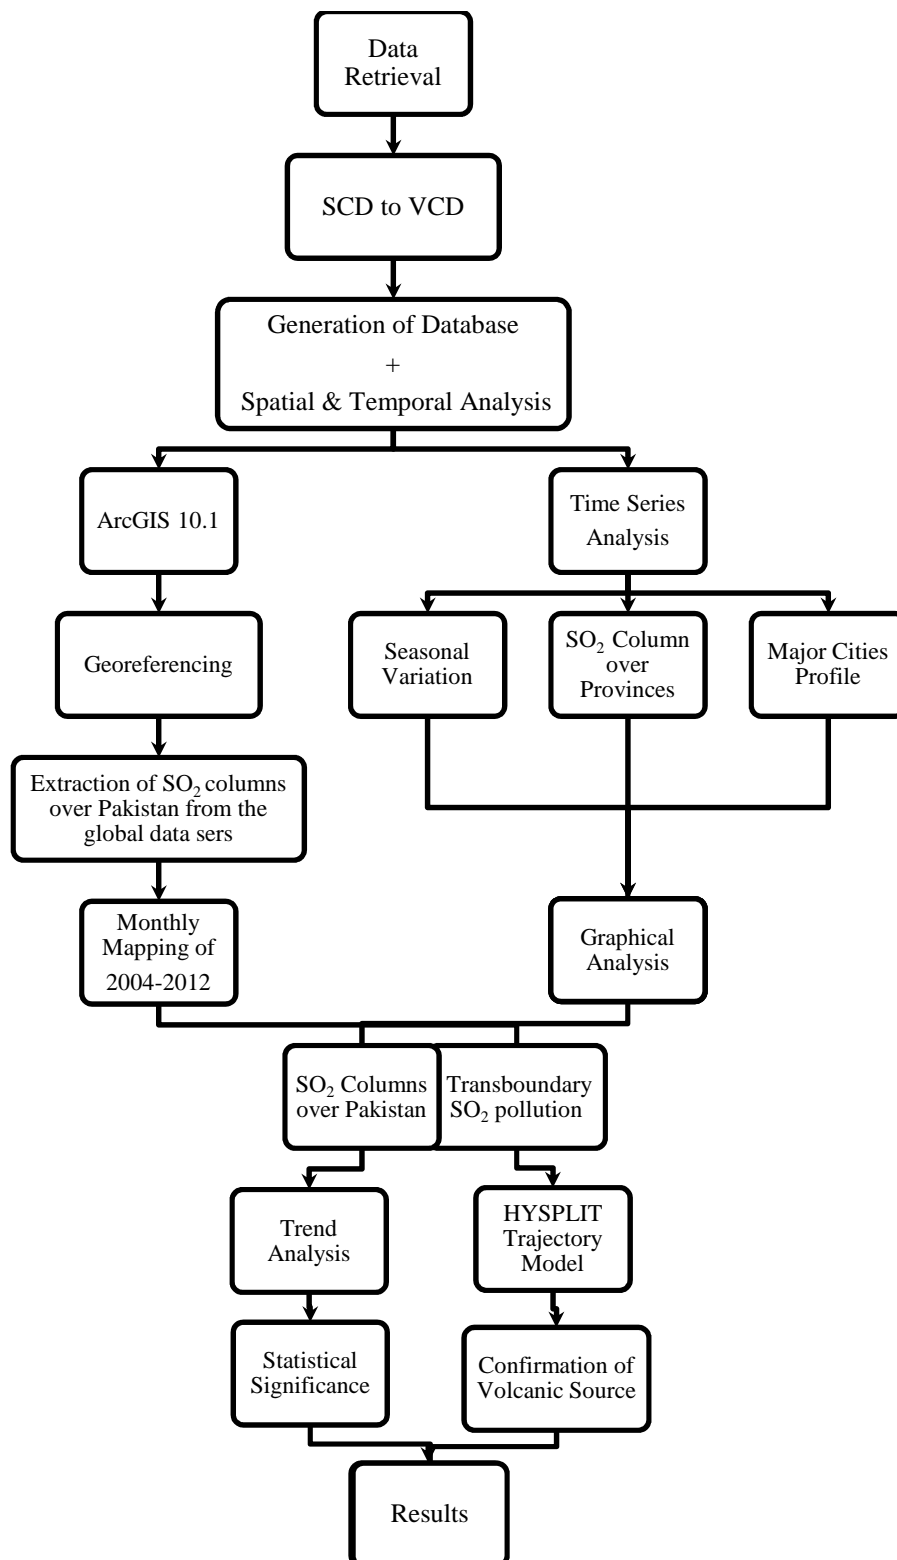 Data
Retrieval
SCD to VCD
Generation of Database
+
Spatial & Temporal Analysis
ArcGIS 10.1
Time Series
Analysis
Georeferencing
Seasonal
Variation
SO₂ Column
over
Provinces
Major Cities
Profile
Extraction of SO₂ columns
over Pakistan from the
global data sers
Monthly
Mapping of
2004-2012
Graphical
Analysis
SO₂ Columns
over Pakistan
Transboundary
SO₂ pollution
Trend
Analysis
HYSPLIT
Trajectory
Model
Statistical
Significance
Confirmation of
Volcanic Source
Results